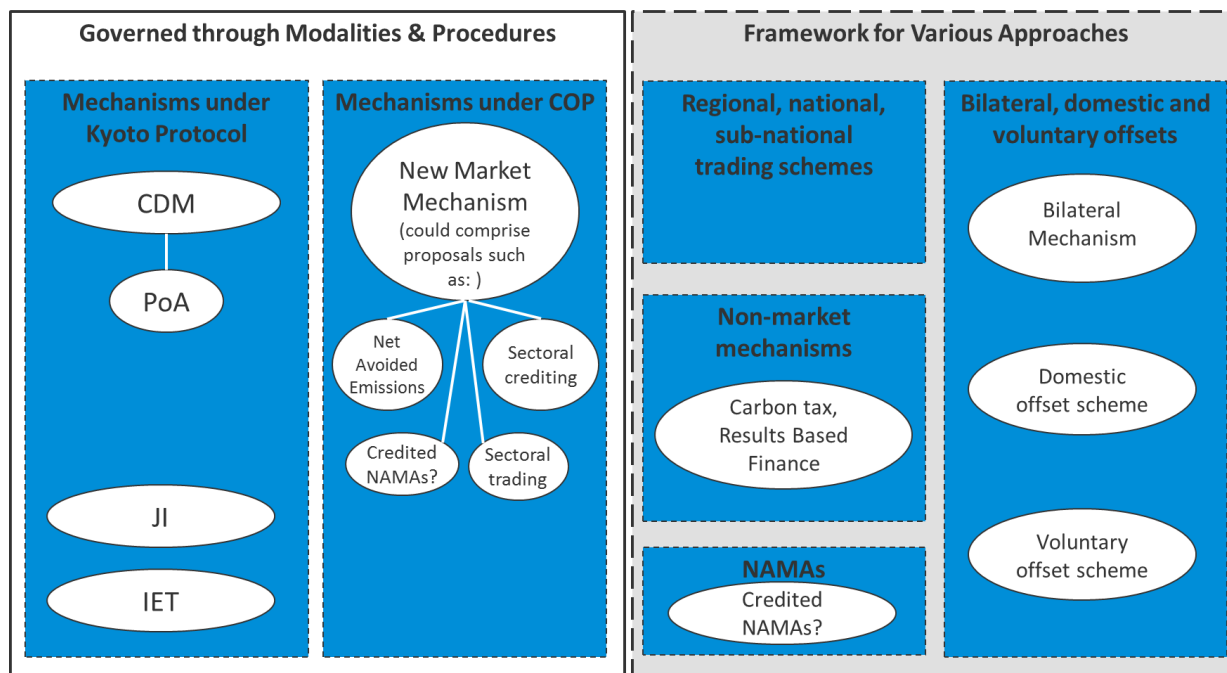 Governed through Modalities & Procedures
Mechanisms under
Kyoto Protocol
CDM
PoA
JI
IET
Mechanisms under COP
New Market
Mechanism
(could comprise
proposals such
as: )
Net
Avoided
Emissions
Sectoral
crediting
Credited
NAMAs?
Sectoral
trading
Framework for Various Approaches
Regional, national,
sub-national
trading schemes
Non-market
mechanisms
Carbon tax,
Results Based
Finance
NAMAs
Credited
NAMAs?
Bilateral, domestic and
voluntary offsets
Bilateral
Mechanism
Domestic
offset scheme
Voluntary
offset scheme